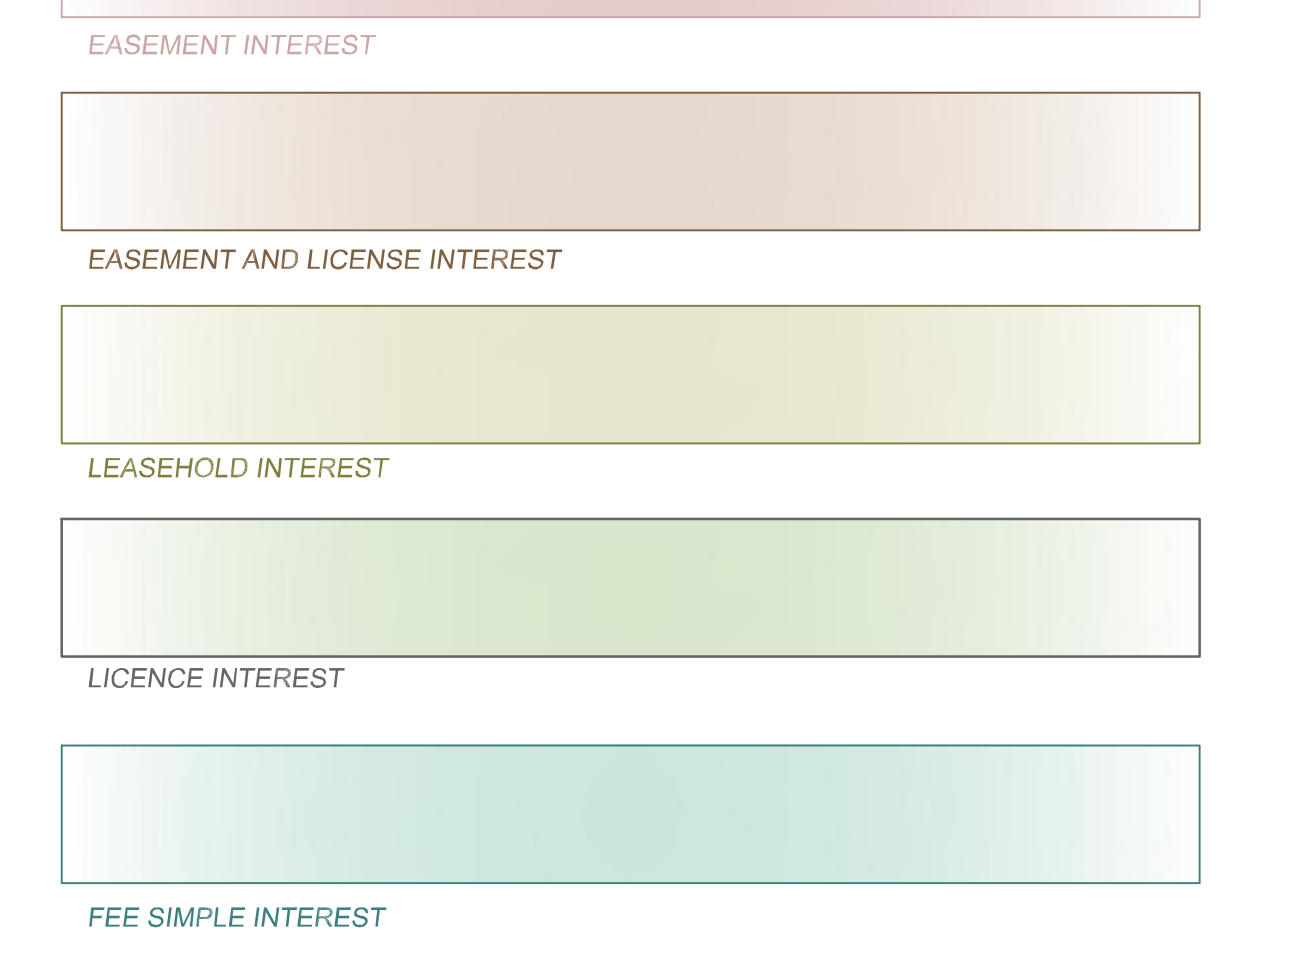 EASEMENT INTEREST
EASEMENT AND LICENSE INTEREST
LEASEHOLD INTEREST
LICENCE INTEREST
FEE SIMPLE INTEREST